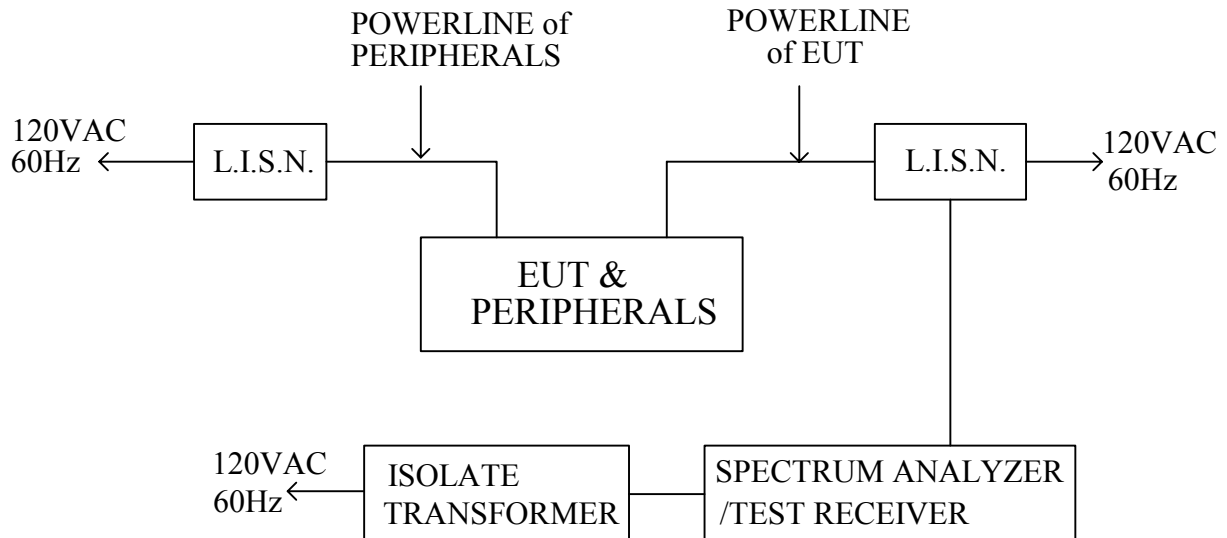 POWERLINE of
PERIPHERALS
POWERLINE
of EUT
120VAC
60Hz
L.I.S.N.
L.I.S.N.
120VAC
60Hz
EUT &
PERIPHERALS
120VAC
60Hz
ISOLATE
TRANSFORMER
SPECTRUM ANALYZER
/TEST RECEIVER